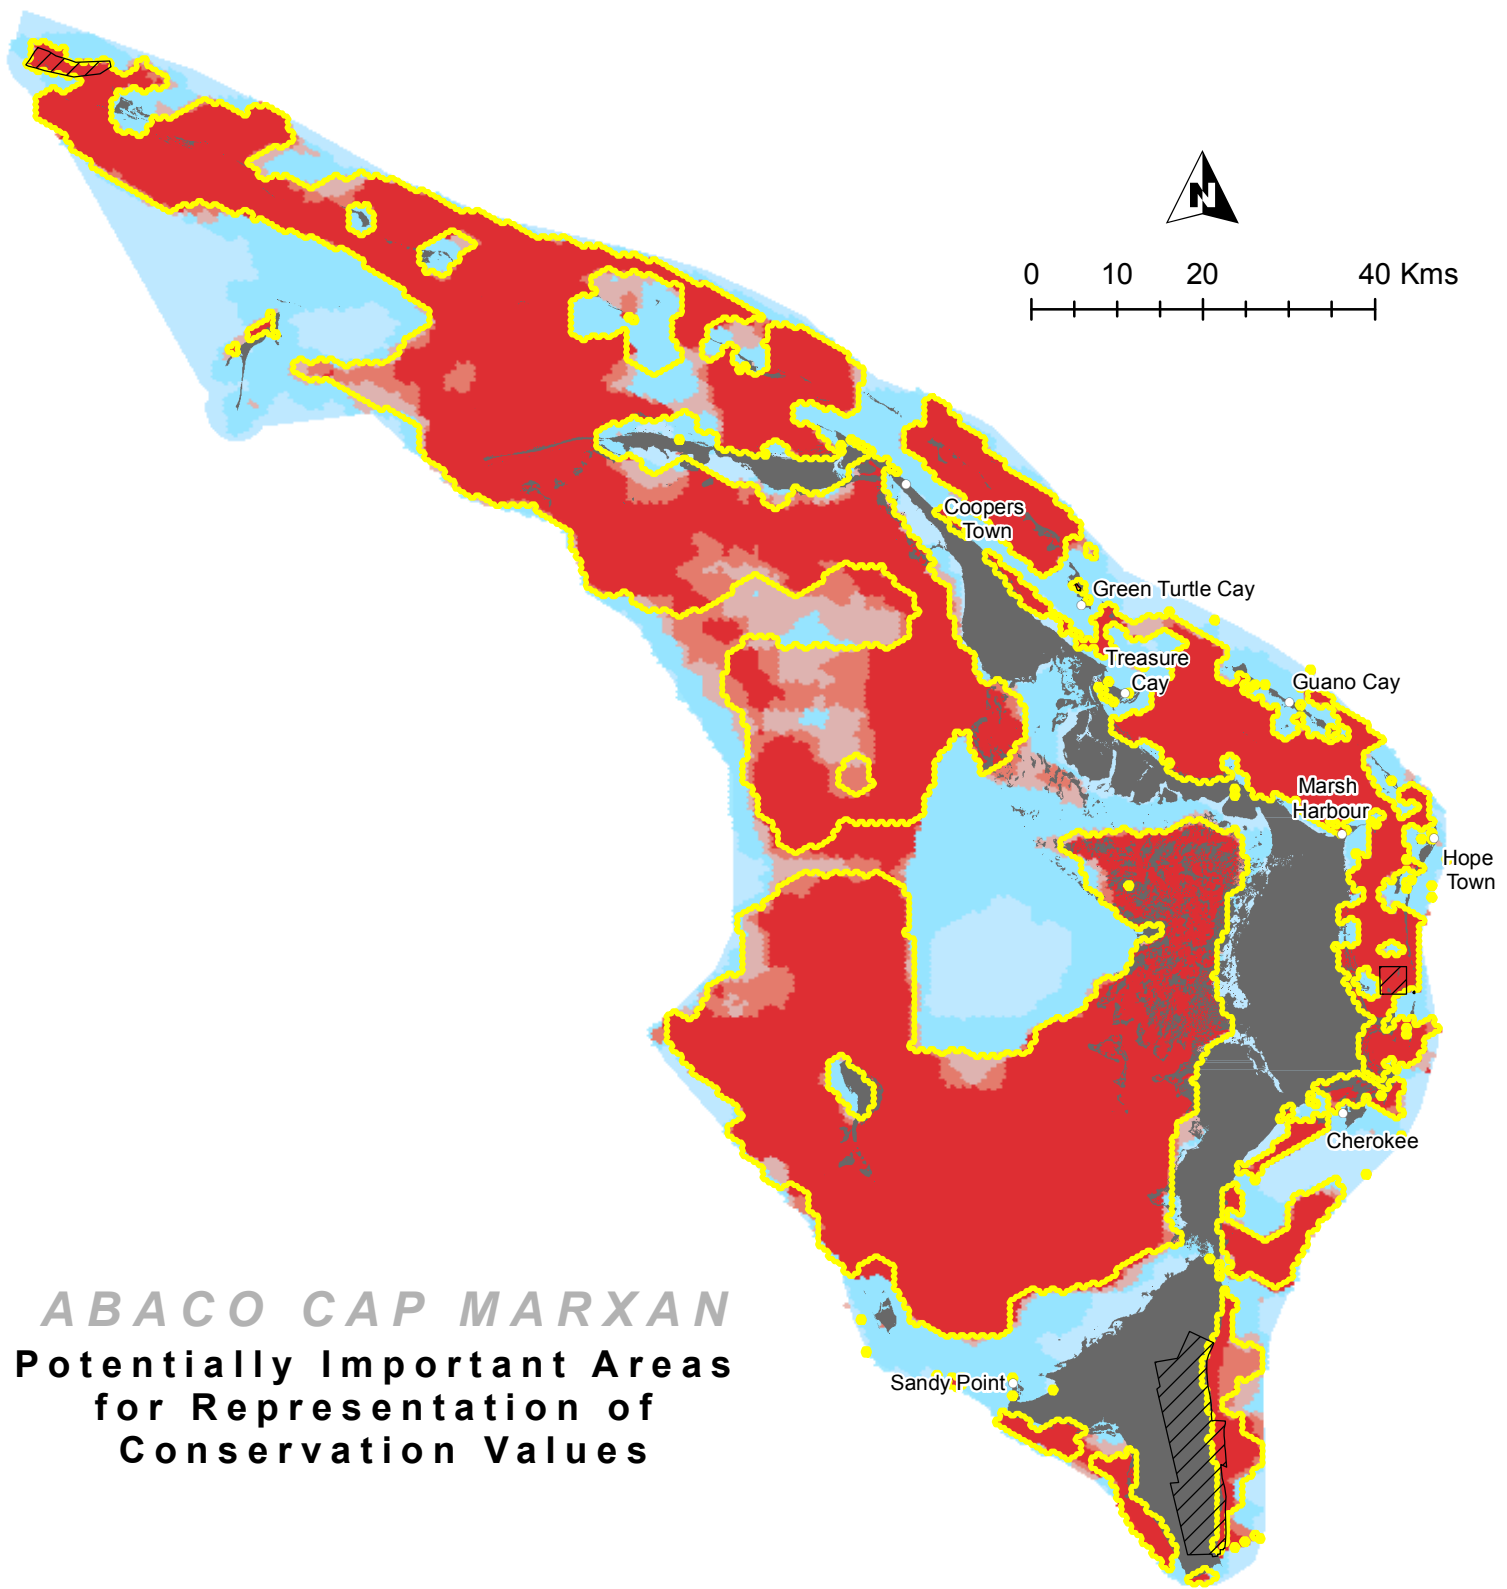 N
0 10 20 40 Kms
Coopers
Town
Green Turtle Cay
Treasure
Cay
Guano Cay
Marsh
Harbour
Hope
Town
Cherokee
Sandy Point
ABACO CAP MARXAN
Potentially Important Areas
for Representation of
Conservation Values